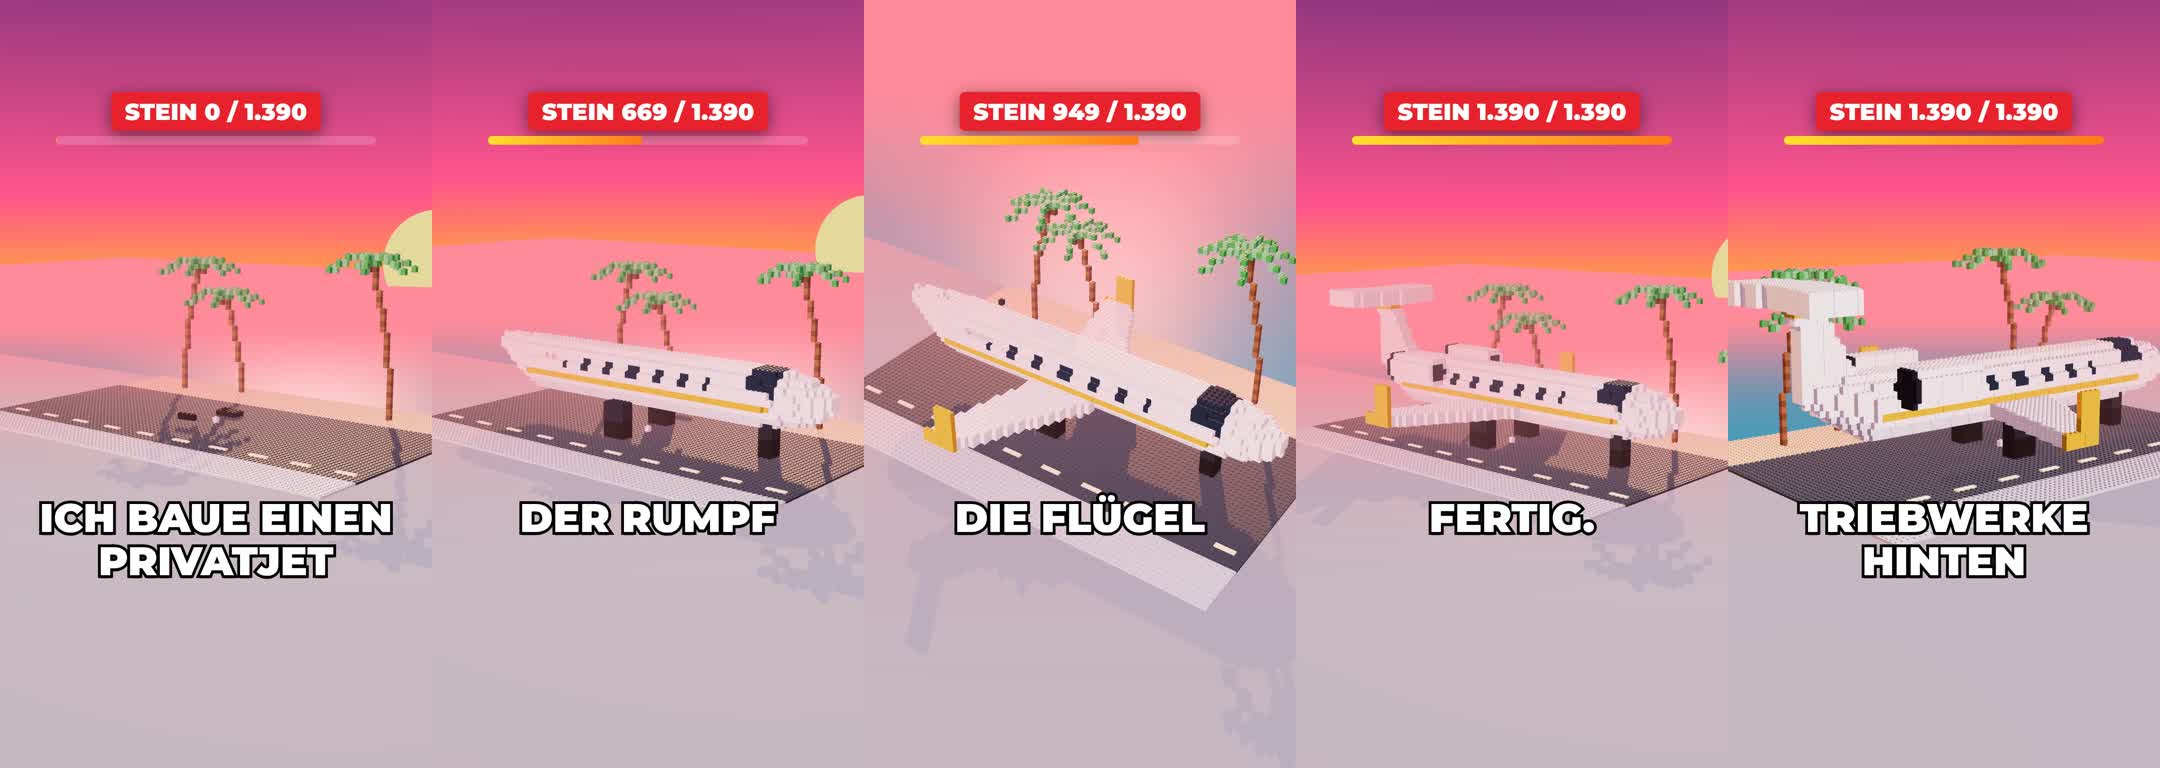 STEIN 0 / 1.390
ICH BAUE EINEN
PRIVATJET
STEIN 669 / 1.390
DER RUMPF
STEIN 949 / 1.390
DIE FLÜGEL
STEIN 1.390 / 1.390
FERTIG.
STEIN 1.390 / 1.390
TRIEBWERKE
HINTEN